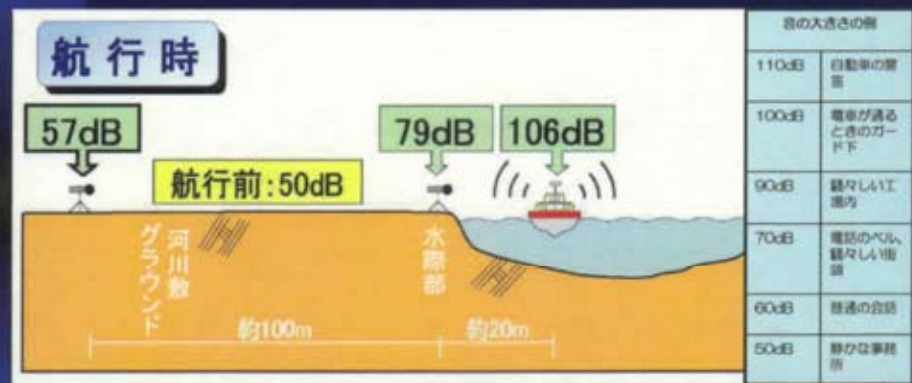 航行時
57dB
79dB
106dB
航行前:50dB
河川敷
グラウンド
水際部
約100m
約20m
音の大きさの例
110dB
自動車の警
笛
100dB
電車が通る
ときのガー
ド下
90dB
騒々しい工
場内
70dB
電話のベル、
騒々しい街
頭
60dB
普通の会話
50dB
静かな事務
所